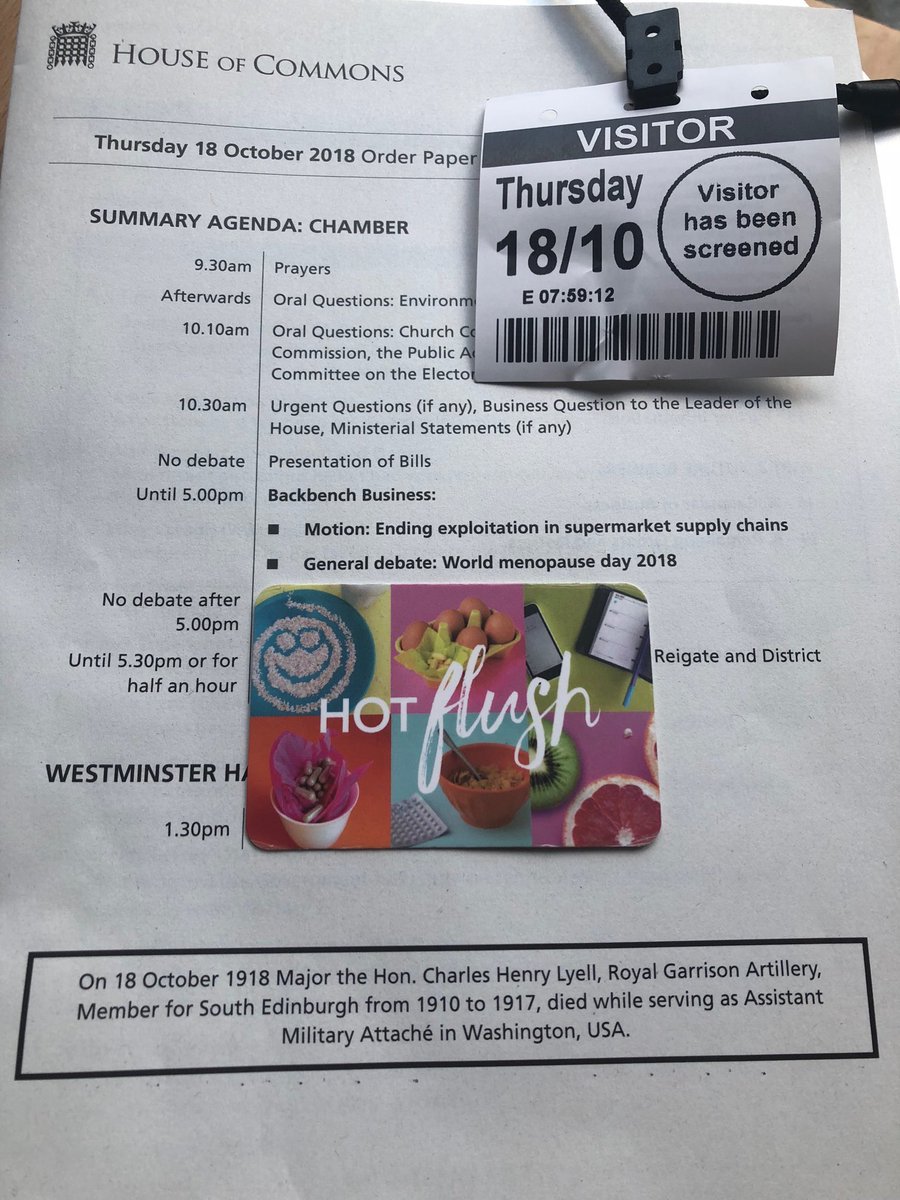 HOUSE OF COMMONS
Thursday 18 October 2018 Order Paper
VISITOR
Thursday
18/10
E 07:59:12
Visitor
has been
screened
SUMMARY AGENDA: CHAMBER
9.30am Prayers
Afterwards Oral Questions:
10.10am Oral Questions: Church
Commission, the Public
Committee on the
10.30am Urgent Questions (if any), Business Question to the Leader of the
House, Ministerial Statements (if any)
No debate Presentation of Bills
Until 5.00pm Backbench Business:
■ Motion: Ending exploitation in supermarket supply chains
■ General debate: World menopause day 2018
No debate after
5.00pm
Until 5.30pm or for Reigate and District
half an hour
HOT flush
WESTMINSTER
1.30pm
On 18 October 1918 Major the Hon. Charles Henry Lyell, Royal Garrison Artillery,
Member for South Edinburgh from 1910 to 1917, died while serving as Assistant
Military Attaché in Washington, USA.